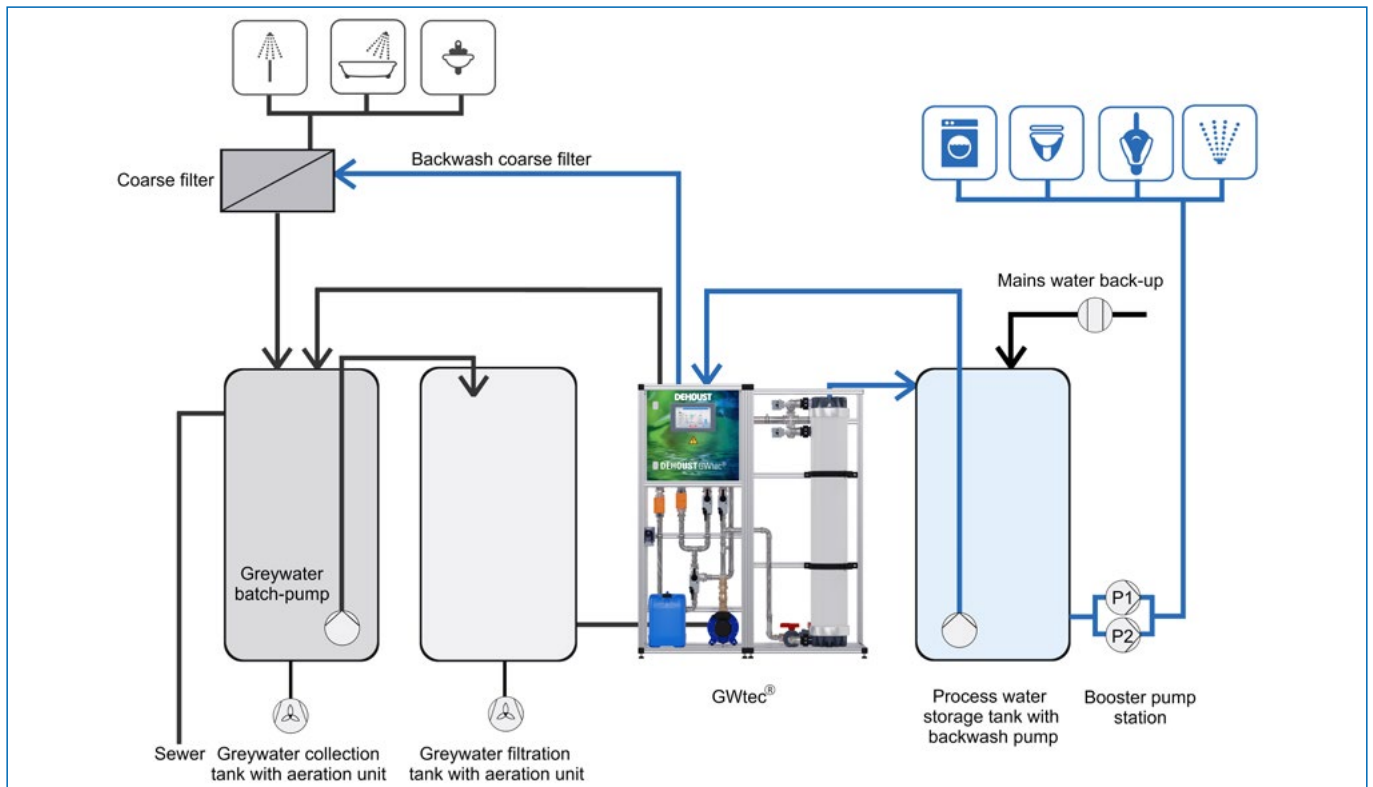 Backwash coarse filter
Coarse filter
Mains water back-up
DEHOUST
DEHOUST GWtec®
Greywater
batch-pump
P1
P2
GWtec®
Process water
storage tank with
backwash pump
Booster pump
station
Sewer
Greywater collection
tank with aeration unit
Greywater filtration
tank with aeration unit